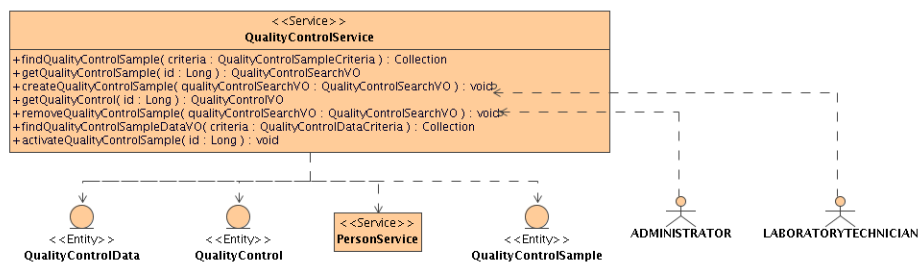 <<Service>>
QualityControlService
+findQualityControlSample( criteria : QualityControlSampleCriteria ) : Collection
+getQualityControlSample( id : Long ) : QualityControlSearchVO
+createQualityControlSample( qualityControlSearchVO : QualityControlSearchVO ) : void
+getQualityControl( id : Long ) : QualityControlVO
+removeQualityControlSample( qualityControlSearchVO : QualityControlSearchVO ) : void
+findQualityControlSampleDataVO( criteria : QualityControlDataCriteria ) : Collection
+activateQualityControlSample( id : Long ) : void
<<Entity>>
QualityControlData
<<Entity>>
QualityControl
<<Service>>
PersonService
<<Entity>>
QualityControlSample
ADMINISTRATOR
LABORATORYTECHNICIAN